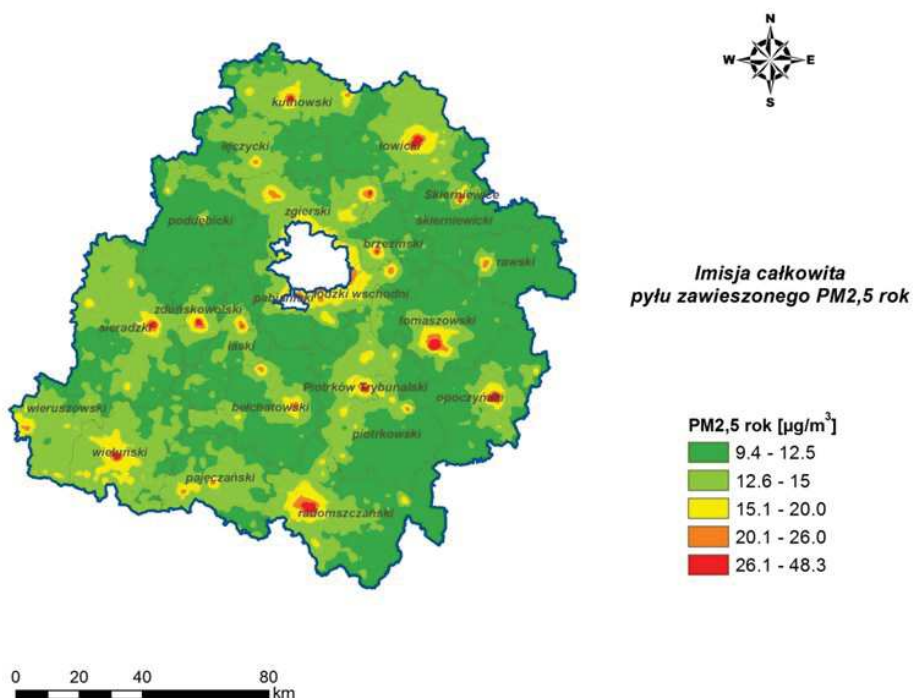 N
W E
S
kutnowski
łęczycki
łowicki
Skierniewice
zgierski
poddębicki
skierniewicki
brzeziński
rawski
Imisja całkowita
pyłu zawieszonego PM2,5 rok
łódzki wschodni
zduńskowolski
sieradzki
tomaszowski
łaski
Piotrków Trybunalski
opoczyński
wieruszowski
bełchatowski
piotrkowski
wieluński
pajęczański
radomszczański
PM2,5 rok [µg/m³]
9.4 - 12.5
12.6 - 15
15.1 - 20.0
20.1 - 26.0
26.1 - 48.3
0 20 40 80
km